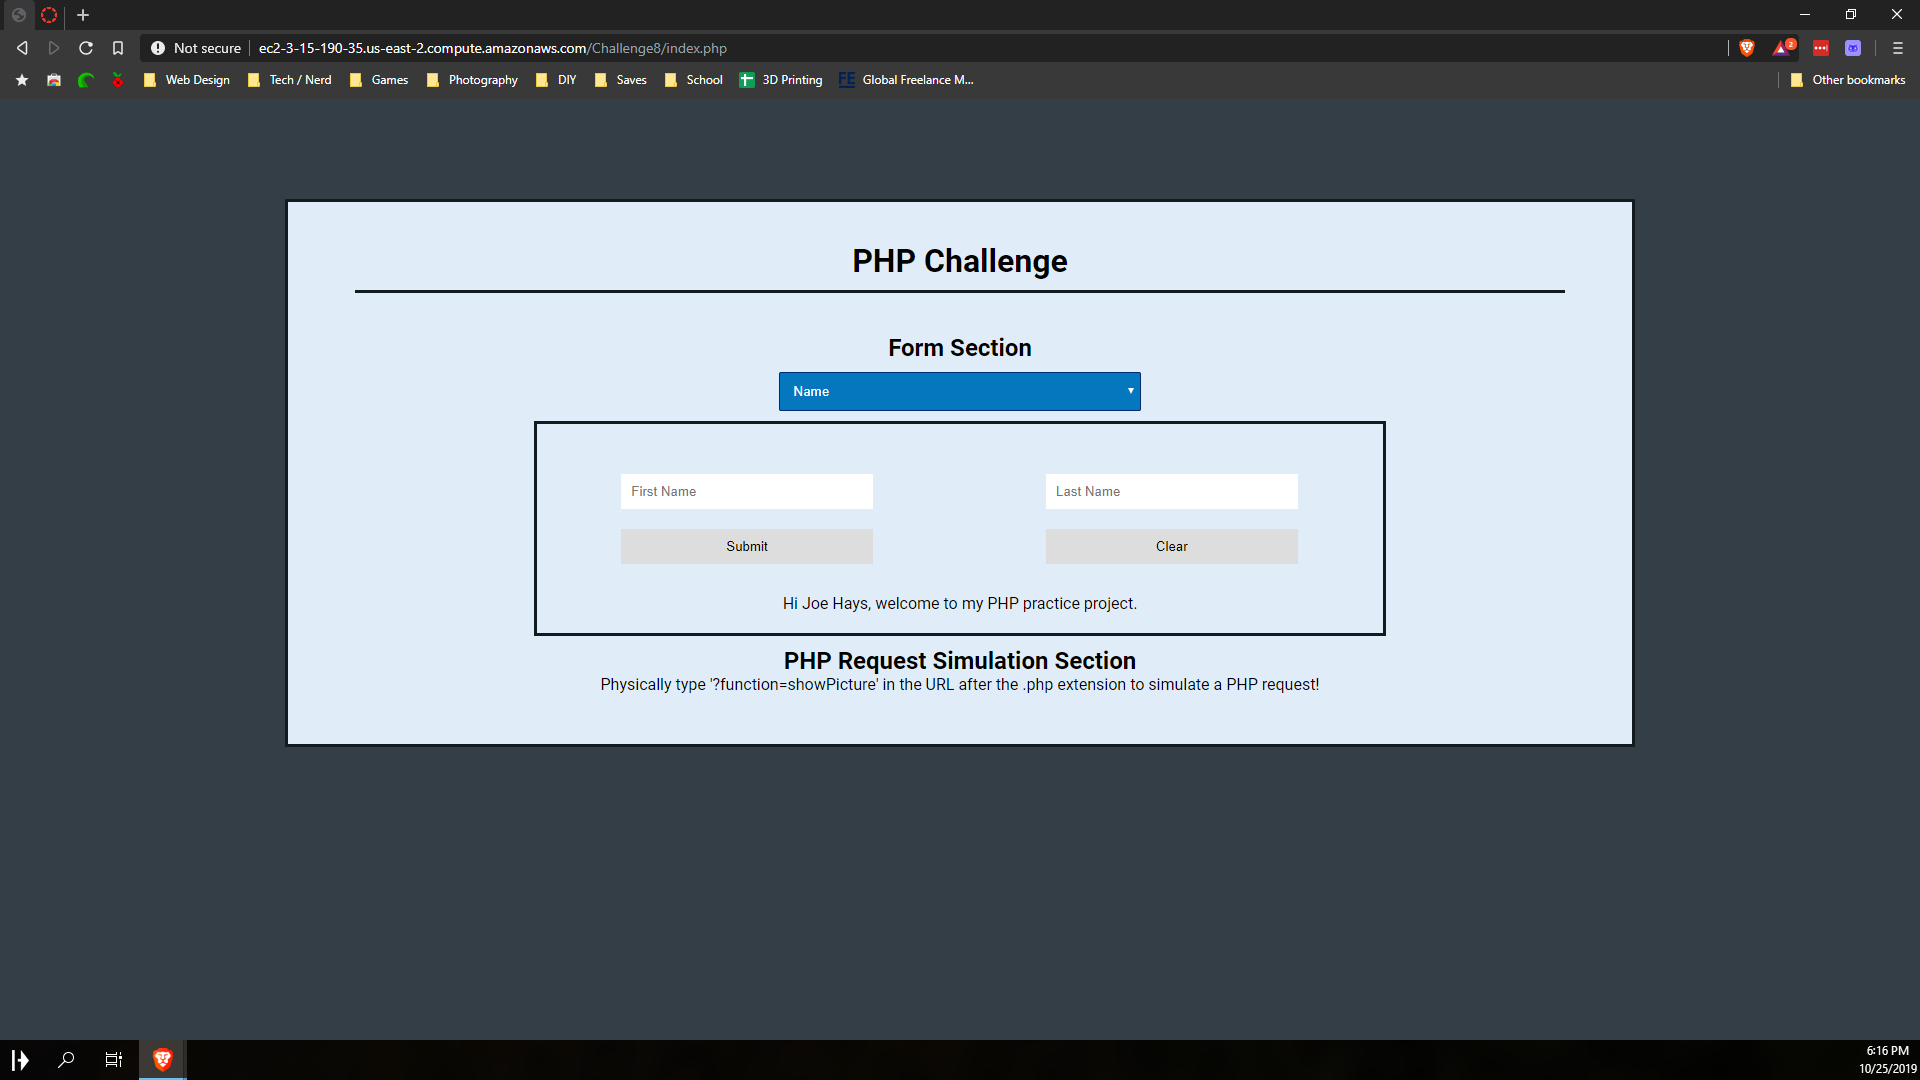 Not secure ec2-3-15-190-35.us-east-2.compute.amazonaws.com/Challenge8/index.php 2
Web Design Tech / Nerd Games Photography DIY Saves School 3D Printing FE Global Freelance M... Other bookmarks
PHP Challenge
Form Section
Name
First Name Last Name
Submit Clear
Hi Joe Hays, welcome to my PHP practice project.
PHP Request Simulation Section
Physically type '?function=showPicture' in the URL after the .php extension to simulate a PHP request!
6:16 PM
10/25/2019